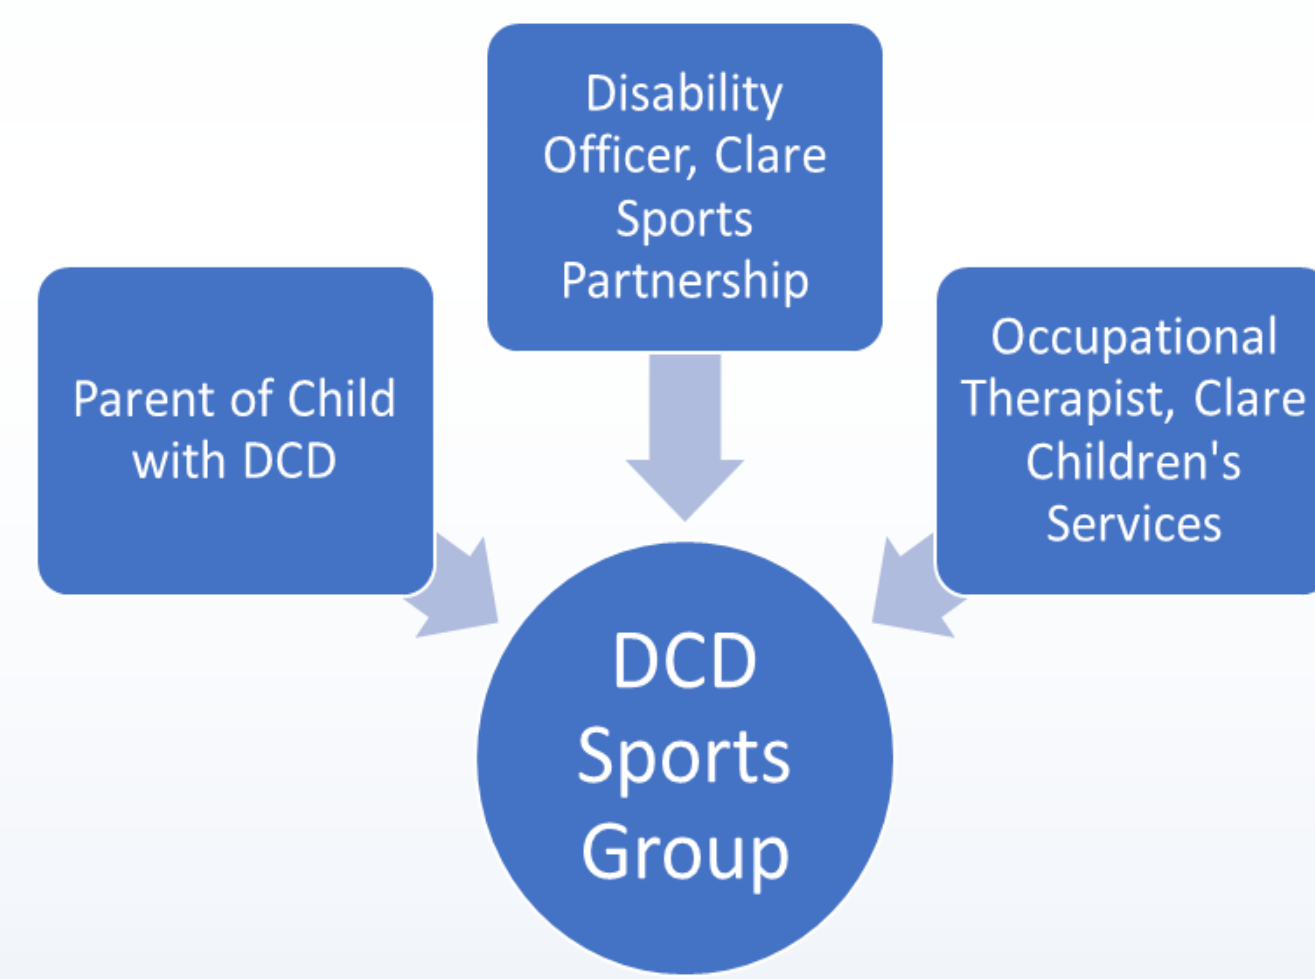 Disability
Officer, Clare
Sports
Partnership
Parent of Child
with DCD
Occupational
Therapist, Clare
Children's
Services
DCD
Sports
Group